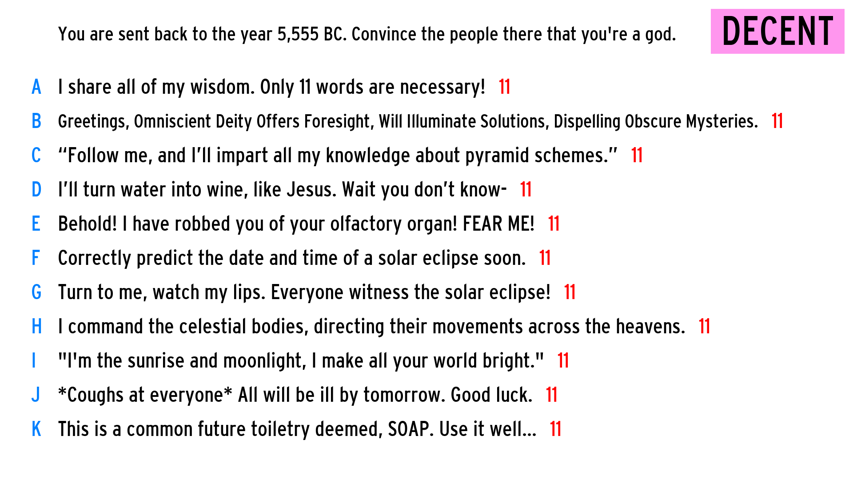 You are sent back to the year 5,555 BC. Convince the people there that you're a god.
DECENT
A I share all of my wisdom. Only 11 words are necessary! 11
B Greetings, Omniscient Deity Offers Foresight, Will Illuminate Solutions, Dispelling Obscure Mysteries. 11
C “Follow me, and I’ll impart all my knowledge about pyramid schemes.” 11
D I’ll turn water into wine, like Jesus. Wait you don’t know- 11
E Behold! I have robbed you of your olfactory organ! FEAR ME! 11
F Correctly predict the date and time of a solar eclipse soon. 11
G Turn to me, watch my lips. Everyone witness the solar eclipse! 11
H I command the celestial bodies, directing their movements across the heavens. 11
I "I'm the sunrise and moonlight, I make all your world bright." 11
J *Coughs at everyone* All will be ill by tomorrow. Good luck. 11
K This is a common future toiletry deemed, SOAP. Use it well... 11